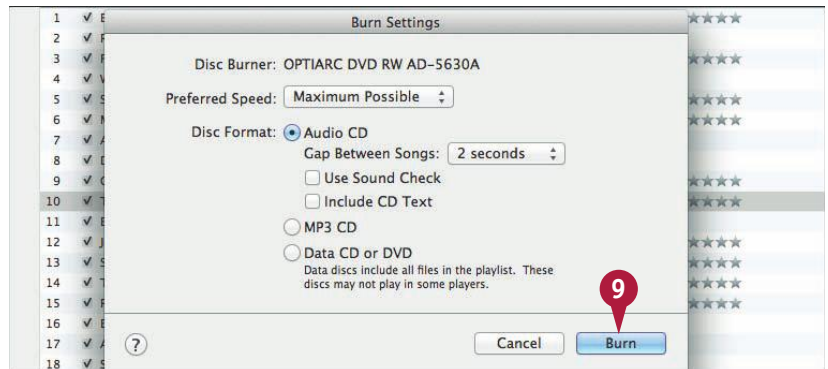 Burn Settings
1
2
3
4
5
6
7
8
9
10
11
12
13
14
15
16
17
18
Disc Burner: OPTIARC DVD RW AD-5630A
Preferred Speed: Maximum Possible
Disc Format: Audio CD
Gap Between Songs: 2 seconds
Use Sound Check
Include CD Text
MP3 CD
Data CD or DVD
Data discs include all files in the playlist. These
discs may not play in some players.
9
? Cancel Burn